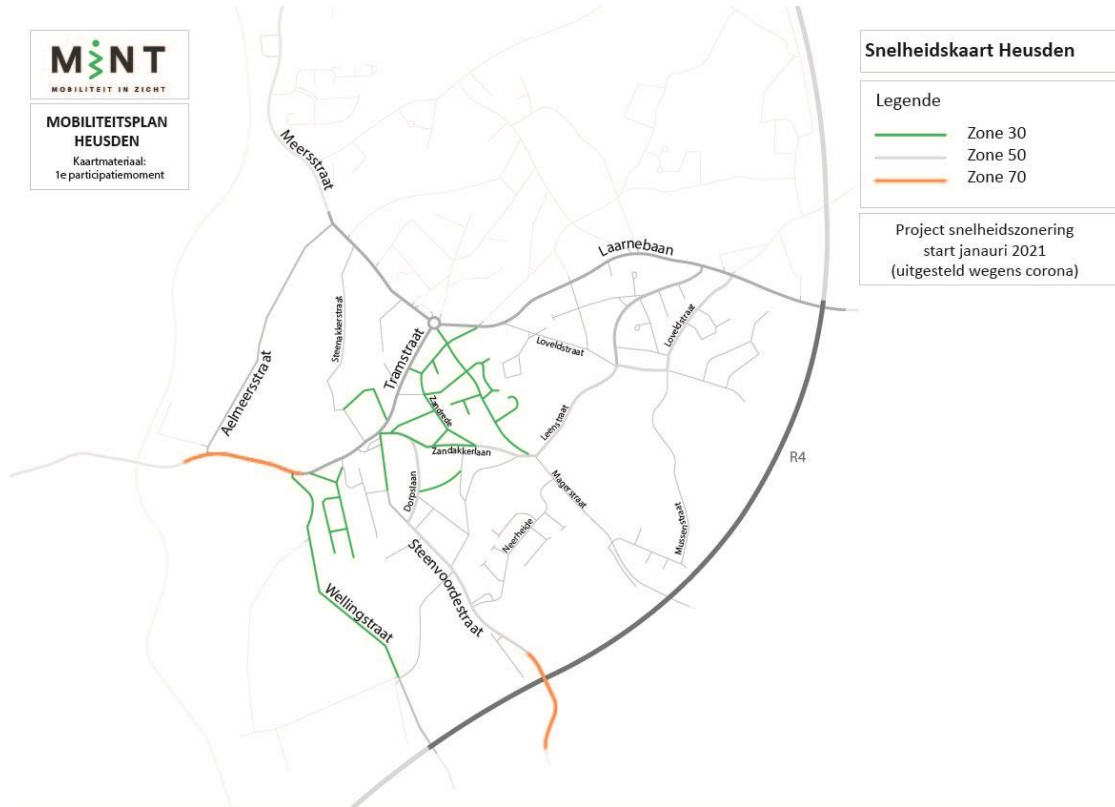 MINT
MOBILITEIT IN ZICHT
MOBILITEITSPLAN
HEUSDEN
Kaartmateriaal:
1e participatiemoment
Snelheidskaart Heusden
Legende
Zone 30
Zone 50
Zone 70
Project snelheidszonering
start janauri 2021
(uitgesteld wegens corona)
Meersstraat
Laarnebaan
Steenakkerstraat
Tramstraat
Loveldstraat
Loveldstraat
Aelmeersstraat
Zandrede
Leenstraat
Zandakkerlaan
R4
Dorpslaan
Magerstraat
Neerheide
Mussenstraat
Steenvoordestraat
Wellingstraat